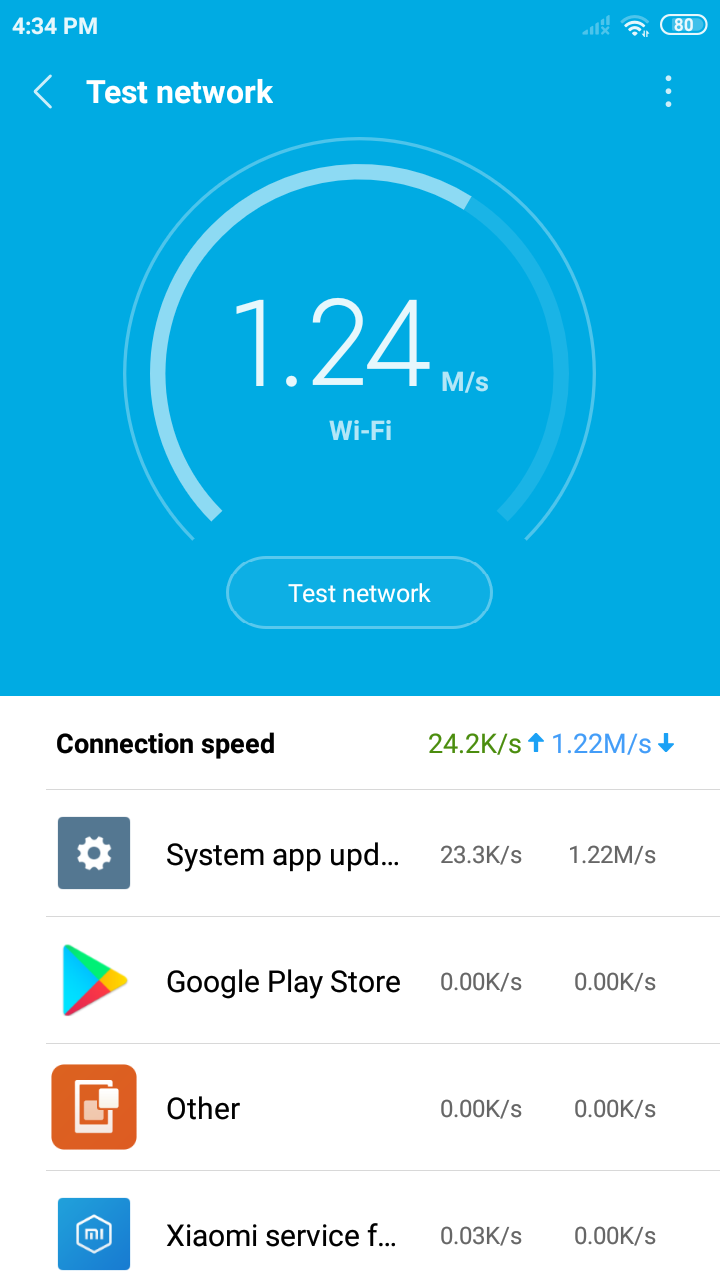 4:34 PM
80
Test network
1.24 M/s
Wi-Fi
Test network
Connection speed 24.2K/s 1.22M/s
System app upd... 23.3K/s 1.22M/s
Google Play Store 0.00K/s 0.00K/s
Other 0.00K/s 0.00K/s
mi
Xiaomi service f... 0.03K/s 0.00K/s